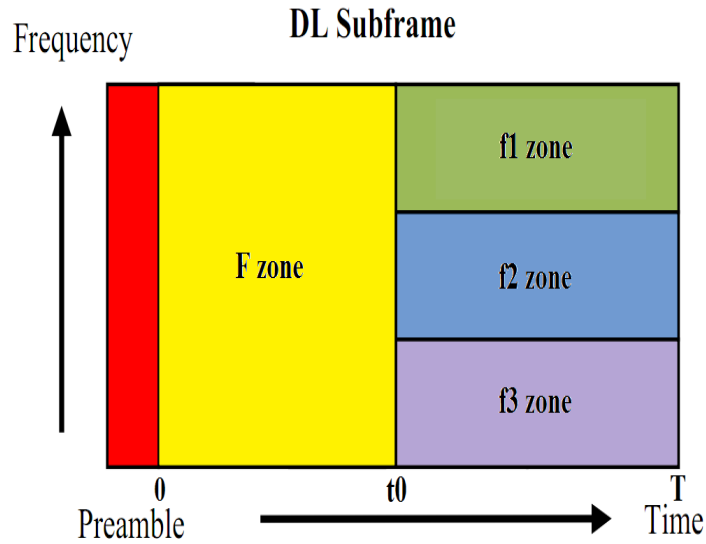 DL Subframe
Frequency
f1 zone
F zone
f2 zone
f3 zone
0 t0 T
Preamble Time